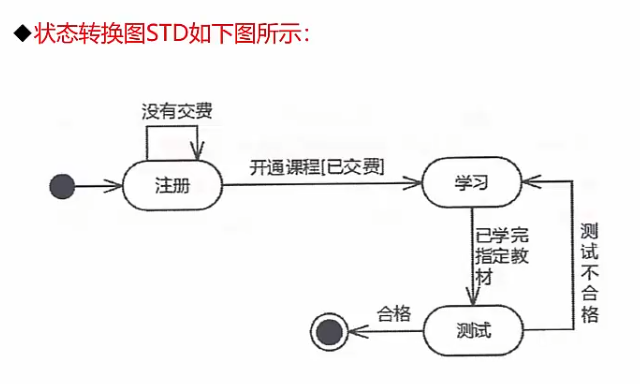 ◆状态转换图STD如下图所示：
没有交费
注册
开通课程[已交费]
学习
已学完
指定教
材
测试不合格
合格
测试